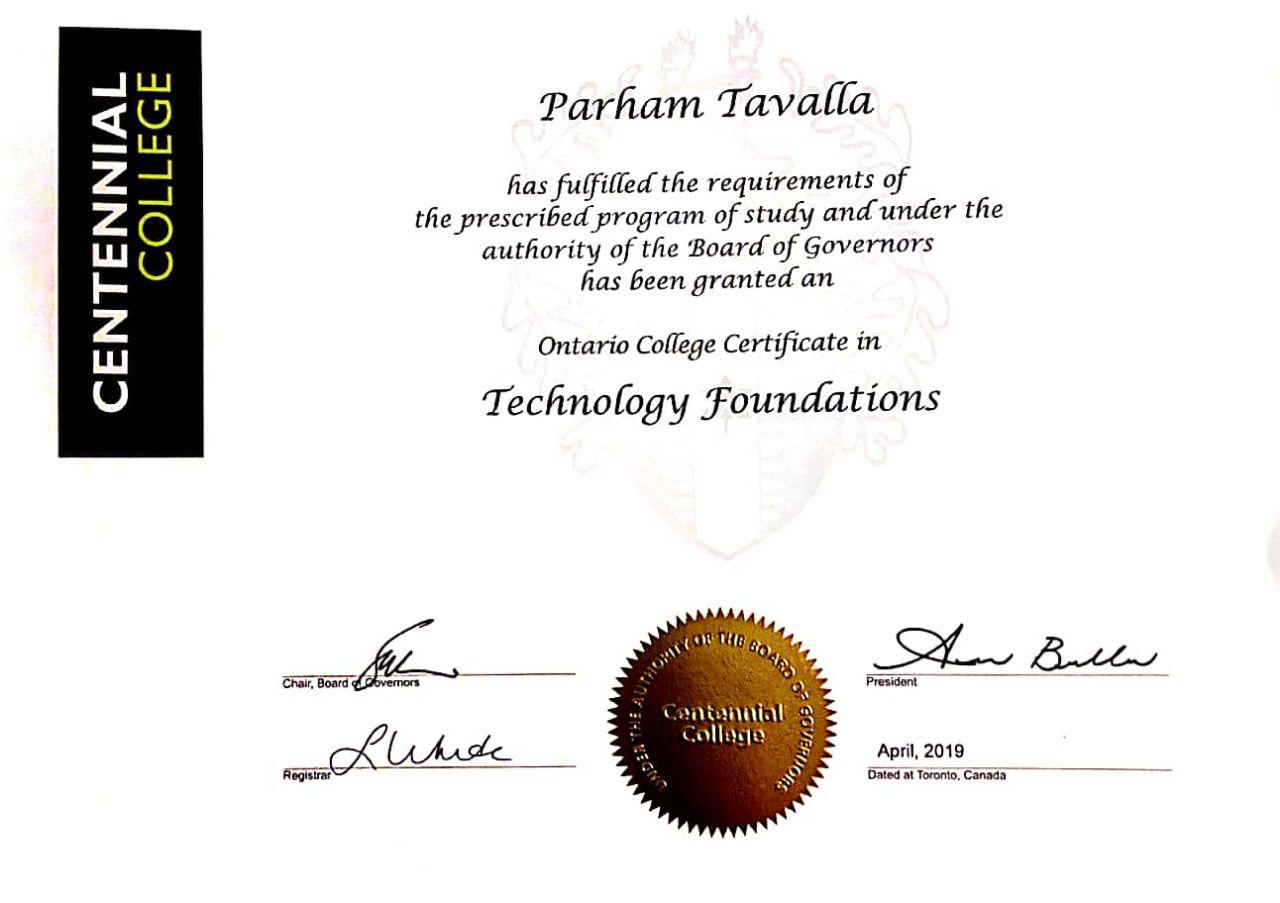 CENTENNIAL
COLLEGE
Parham Tavalla
has fulfilled the requirements of
the prescribed program of study and under the
authority of the Board of Governors
has been granted an
Ontario College Certificate in
Technology Foundations
Chair, Board of Governors
Registrar
UNDER THE AUTHORITY OF THE BOARD OF GOVERNORS
Centennial
College
President
April, 2019
Dated at Toronto, Canada